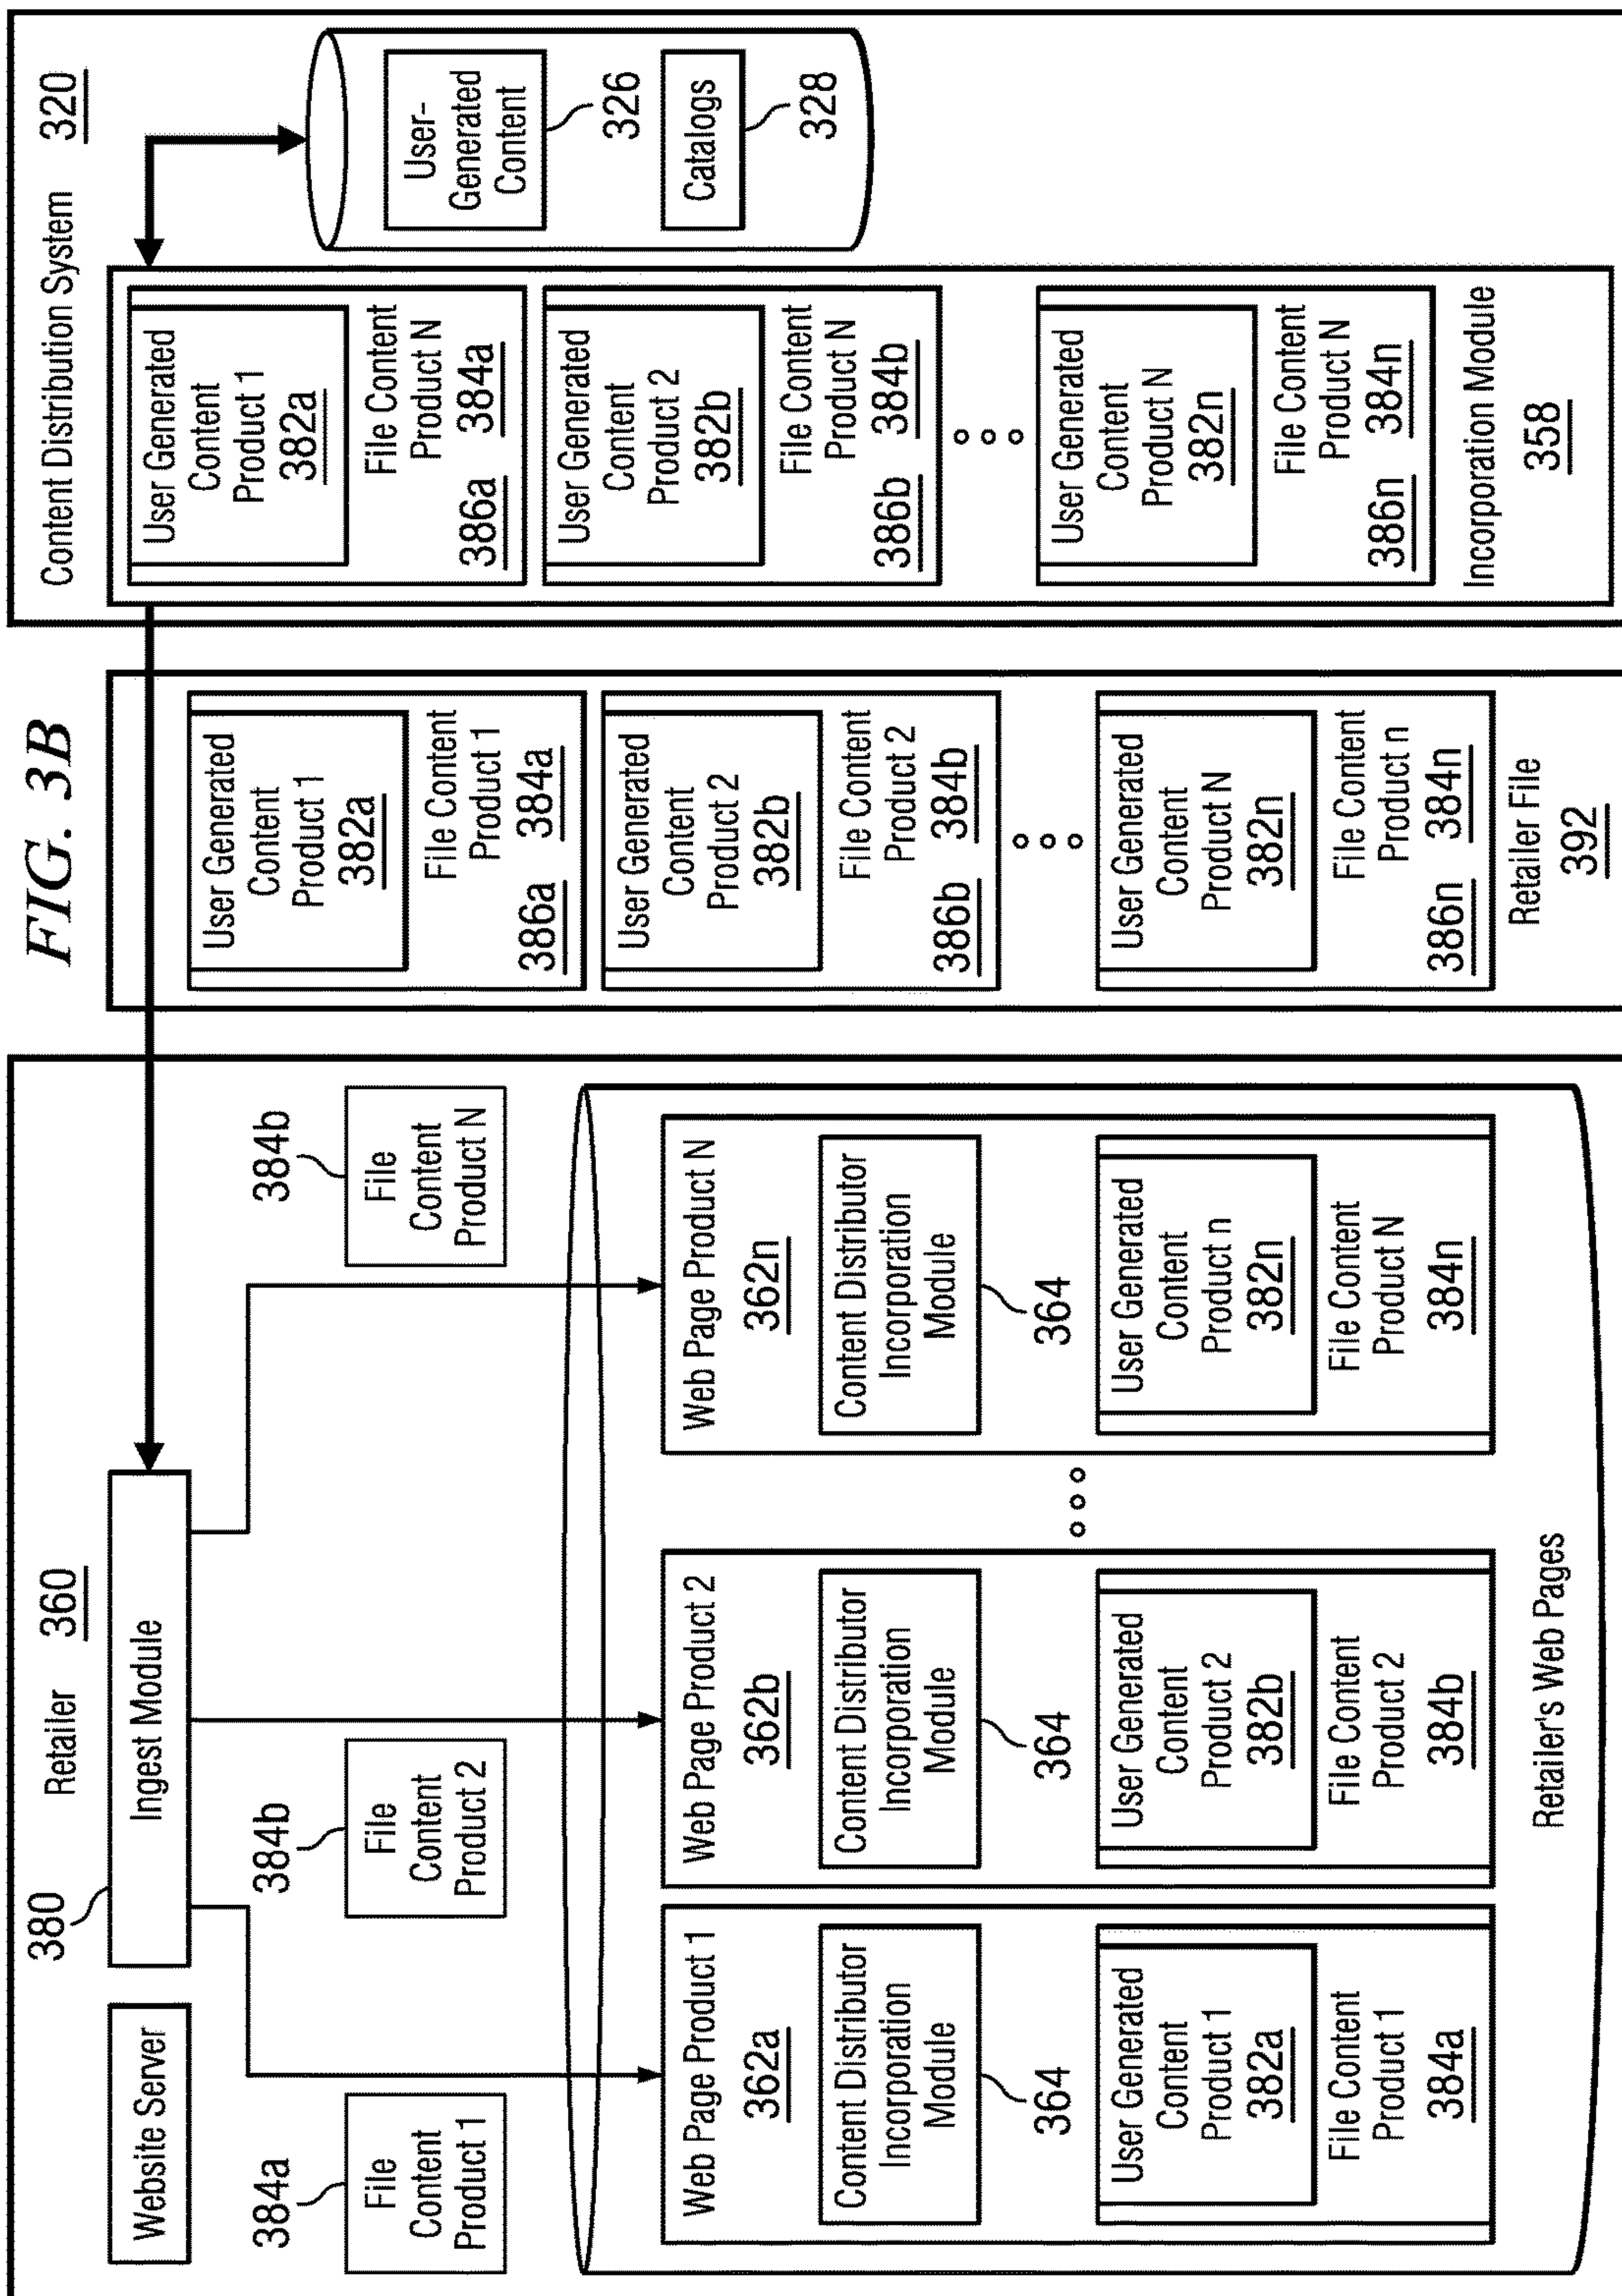 FIG. 3B
Retailer 360
Website Server
380
Ingest Module
384a
File
Content
Product 1
384b
File
Content
Product 2
384b
File
Content
Product N
Web Page Product 1
362a
Content Distributor
Incorporation
Module
364
User Generated
Content
Product 1
382a
File Content
Product 1
384a
Web Page Product 2
362b
Content Distributor
Incorporation
Module
364
User Generated
Content
Product 2
382b
File Content
Product 2
384b
Web Page Product N
362n
Content Distributor
Incorporation
Module
364
User Generated
Content
Product n
382n
File Content
Product N
384n
Retailer's Web Pages
User Generated
Content
Product 1
382a
File Content
Product 1
386a 384a
User Generated
Content
Product 2
382b
File Content
Product 2
386b 384b
User Generated
Content
Product N
382n
File Content
Product n
386n 384n
Retailer File
392
Content Distribution System 320
User Generated
Content
Product 1
382a
File Content
Product N
386a 384a
User Generated
Content
Product 2
382b
File Content
Product N
386b 384b
User Generated
Content
Product N
382n
File Content
Product N
386n 384n
Incorporation Module
358
User-
Generated
Content
326
Catalogs
328